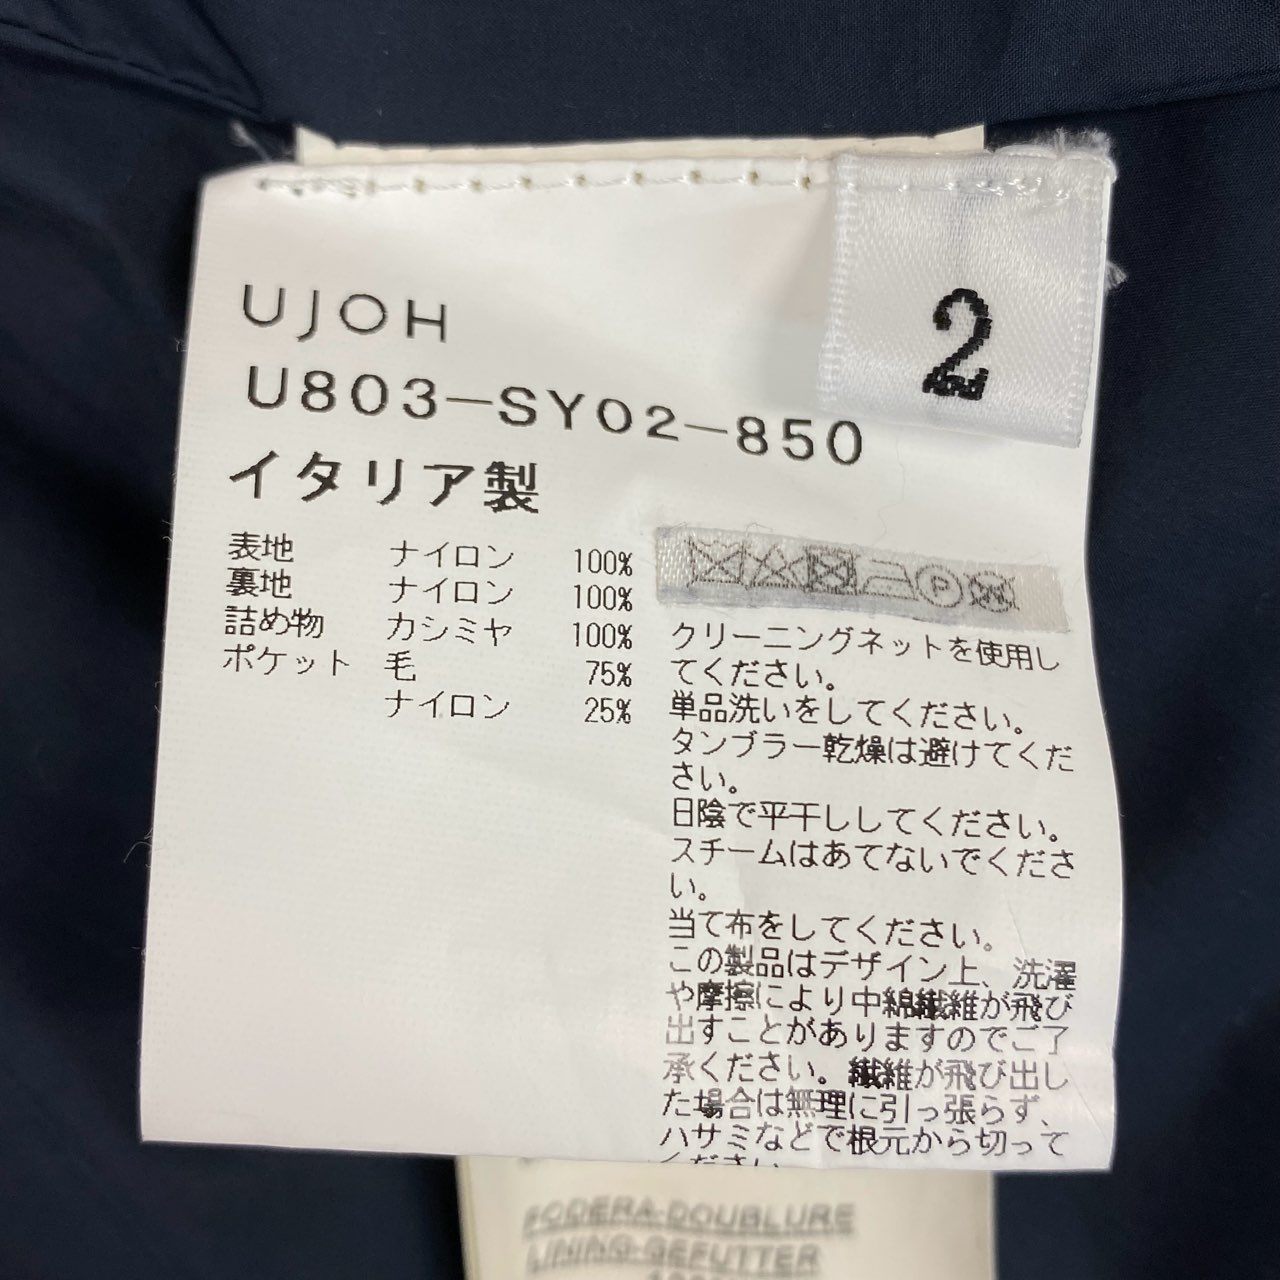 2
UJOH
U803-SY02-850
イタリア製
表地 ナイロン 100%
裏地 ナイロン 100%
詰め物 カシミヤ 100%
ポケット 毛 75%
ナイロン 25%
P
クリーニングネットを使用し
てください。
単品洗いをしてください。
タンブラー乾燥は避けてくだ
さい。
日陰で平干ししてください。
スチームはあてないでくださ
い。
当て布をしてください。
この製品はデザイン上、洗濯
や摩擦により中綿繊維が飛び
出すことがありますのでご了
承ください。繊維が飛び出し
た場合は無理に引っ張らず、
ハサミなどで根元から切って
ください
FODERA-DOUBLURE
LINING-GEFUTTER